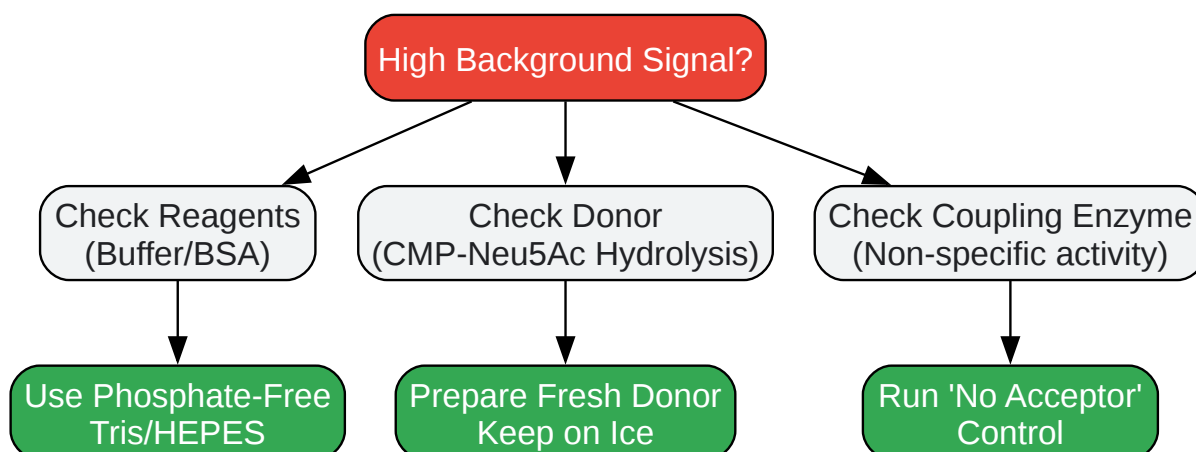 High Background Signal?
Check Reagents
(Buffer/BSA)
Check Donor
(CMP-Neu5Ac Hydrolysis)
Check Coupling Enzyme
(Non-specific activity)
Use Phosphate-Free
Tris/HEPES
Prepare Fresh Donor
Keep on Ice
Run 'No Acceptor'
Control